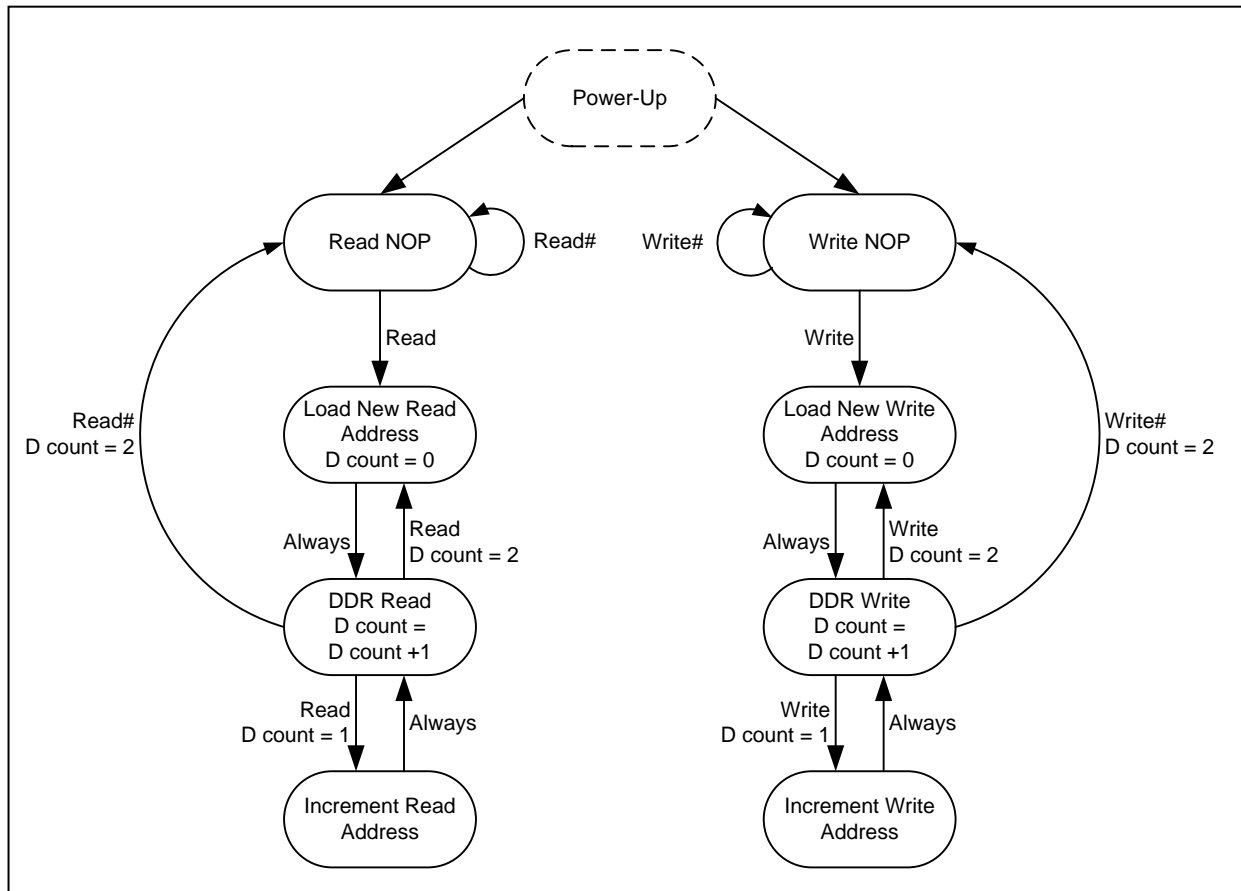 Power-Up
Read NOP
Read#
Write#
Write NOP
Read
Write
Load New Read
Address
D count = 0
Load New Write
Address
D count = 0
Read#
D count = 2
Write#
D count = 2
Always
Read
D count = 2
Always
Write
D count = 2
DDR Read
D count =
D count +1
DDR Write
D count =
D count +1
Read
D count = 1
Always
Write
D count = 1
Always
Increment Read
Address
Increment Write
Address